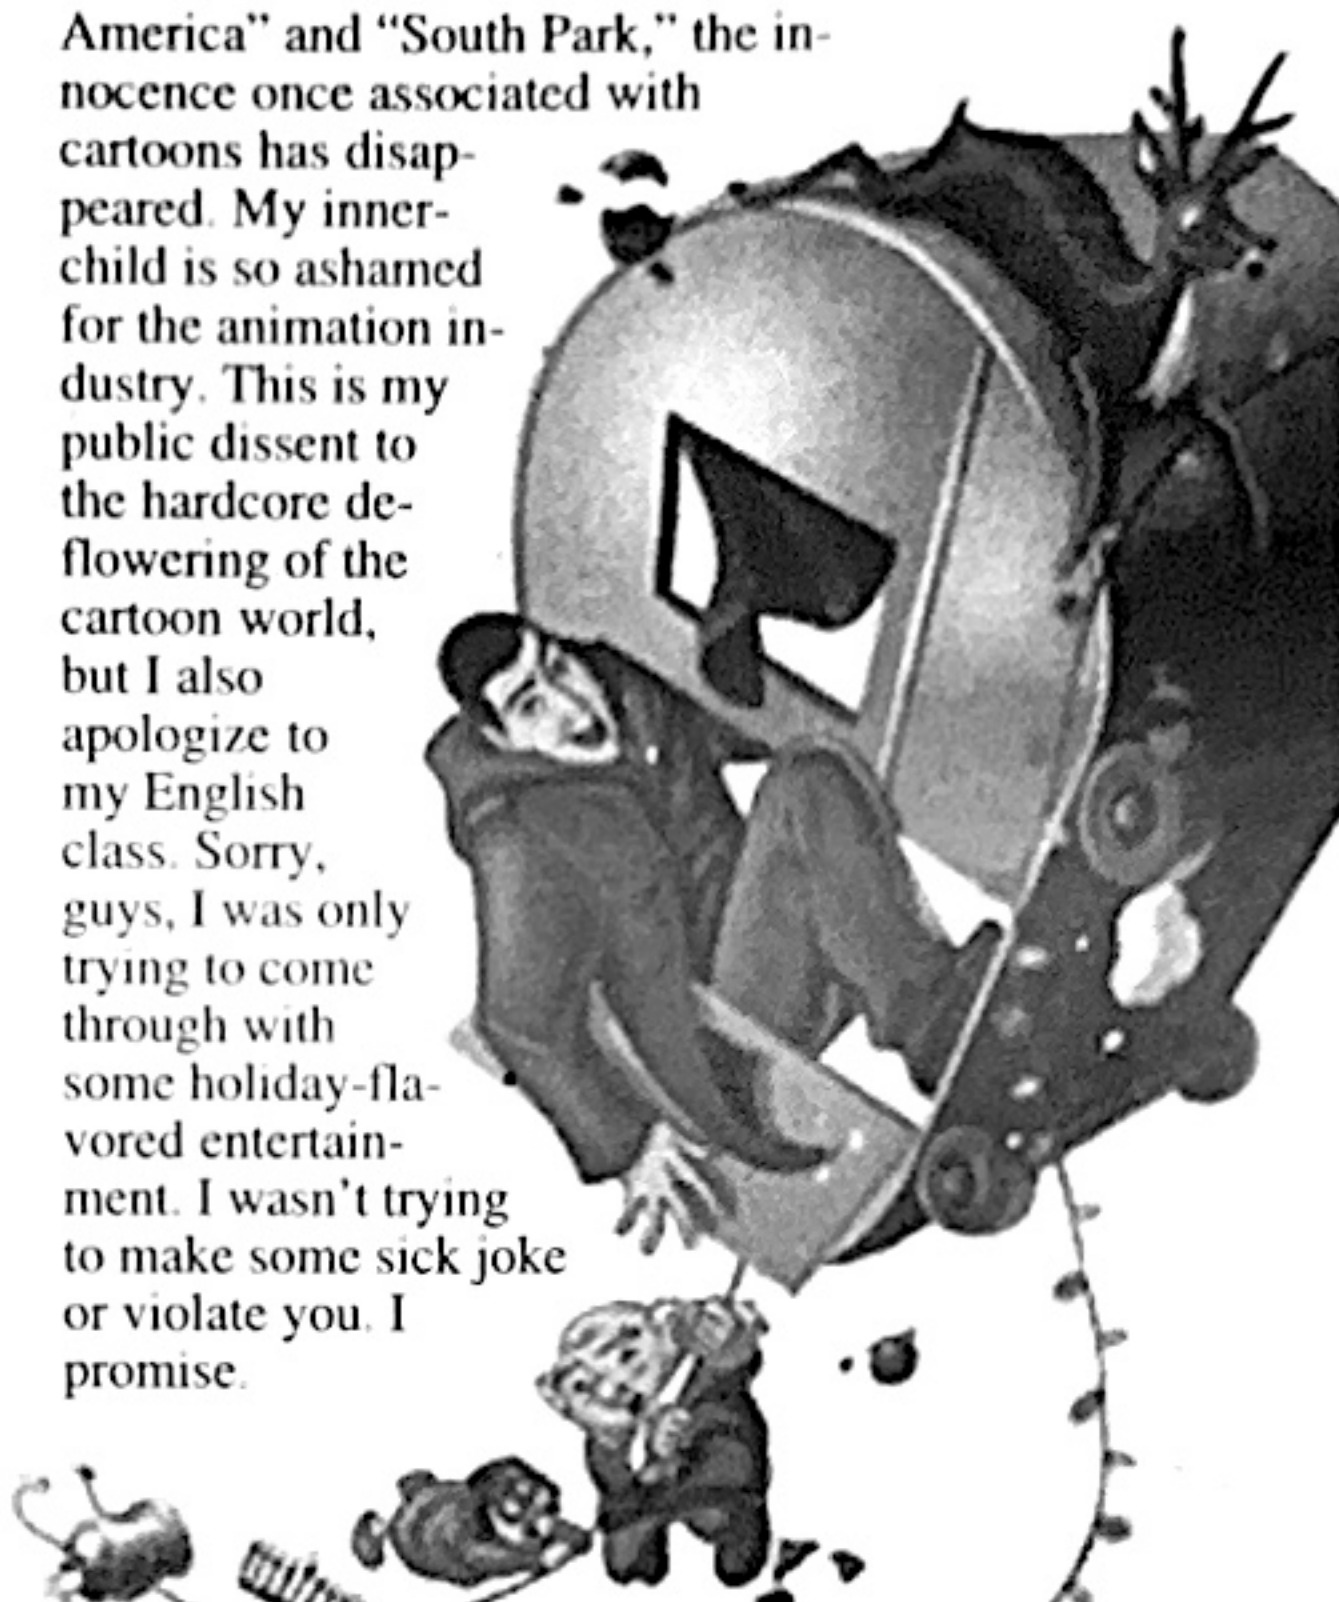 America” and “South Park,” the in-
nocence once associated with
cartoons has disap-
peared. My inner-
child is so ashamed
for the animation in-
dustry. This is my
public dissent to
the hardcore de-
flowering of the
cartoon world,
but I also
apologize to
my English
class. Sorry,
guys, I was only
trying to come
through with
some holiday-fla-
vored entertain-
ment. I wasn’t trying
to make some sick joke
or violate you. I
promise.